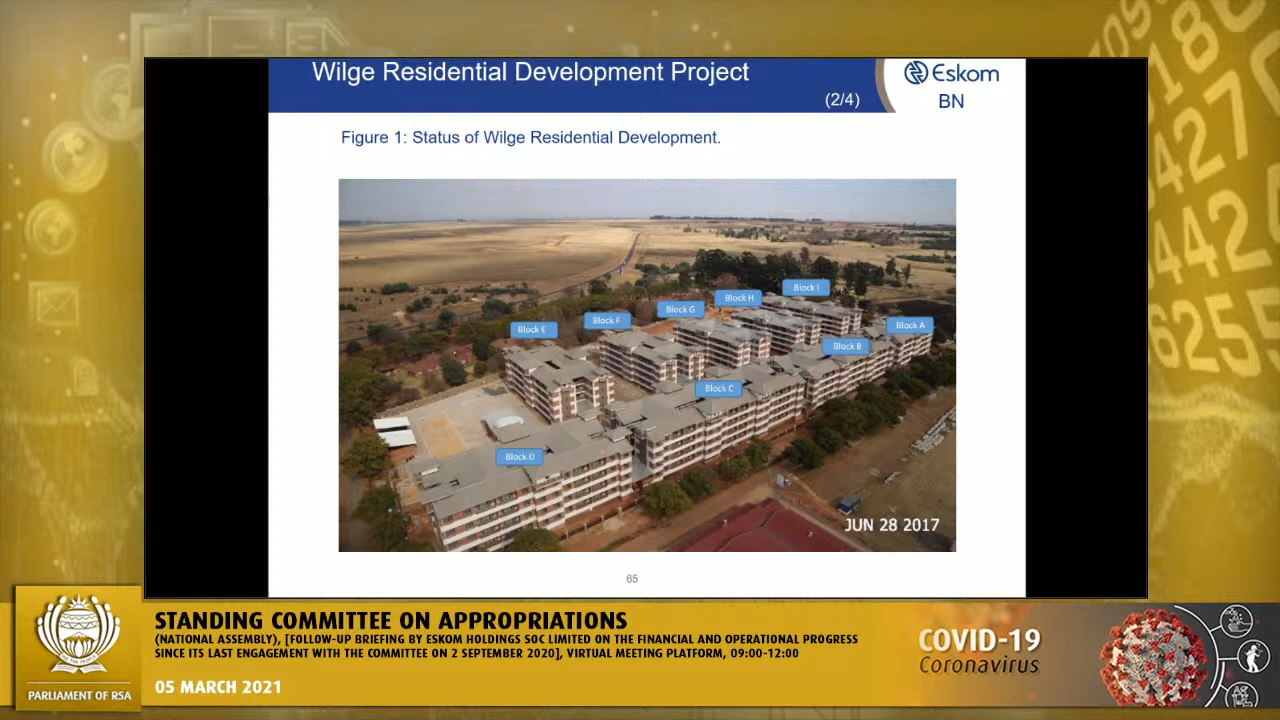 Wilge Residential Development Project
(2/4)
Eskom
BN
Figure 1: Status of Wilge Residential Development.
Block I
Block H
Block G
Block F
Block E
Block A
Block B
Block C
Block D
JUN 28 2017
65
STANDING COMMITTEE ON APPROPRIATIONS
(NATIONAL ASSEMBLY), [FOLLOW-UP BRIEFING BY ESKOM HOLDINGS SOC LIMITED ON THE FINANCIAL AND OPERATIONAL PROGRESS
SINCE ITS LAST ENGAGEMENT WITH THE COMMITTEE ON 2 SEPTEMBER 2020], VIRTUAL MEETING PLATFORM, 09:00-12:00
05 MARCH 2021
PARLIAMENT OF RSA
COVID-19
Coronavirus